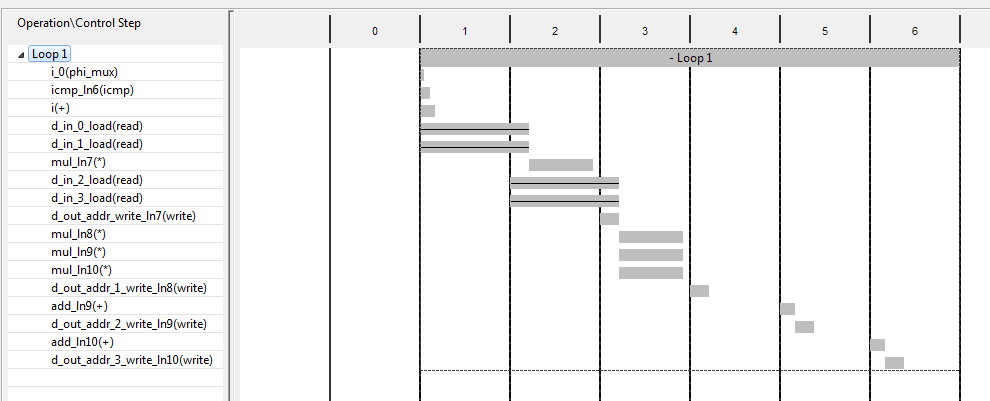 Operation\Control Step
0 1 2 3 4 5 6
Loop 1
- Loop 1
i_0(phi_mux)
icmp_ln6(icmp)
i(+)
d_in_0_load(read)
d_in_1_load(read)
mul_ln7(*)
d_in_2_load(read)
d_in_3_load(read)
d_out_addr_write_ln7(write)
mul_ln8(*)
mul_ln9(*)
mul_ln10(*)
d_out_addr_1_write_ln8(write)
add_ln9(+)
d_out_addr_2_write_ln9(write)
add_ln10(+)
d_out_addr_3_write_ln10(write)